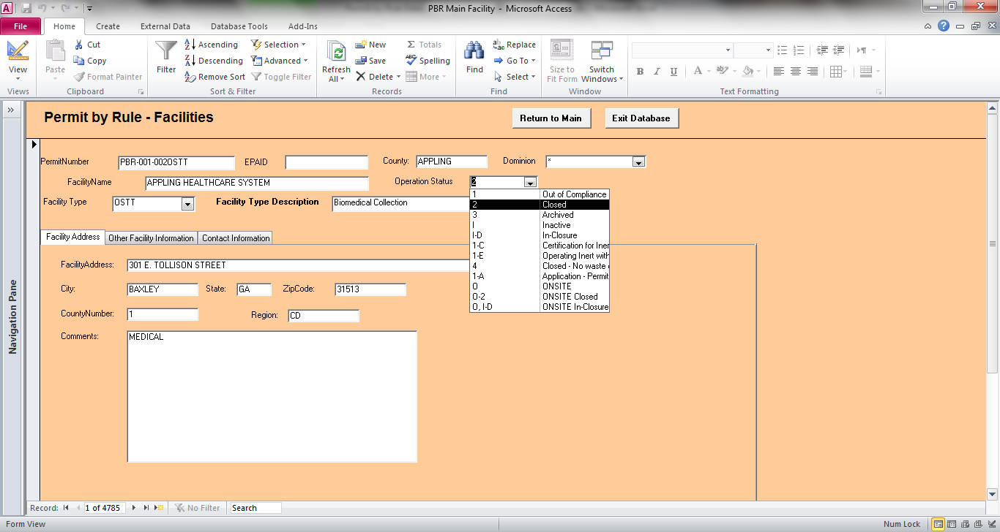 PBR Main Facility - Microsoft Access
File Home Create External Data Database Tools Add-Ins
View
Views
Paste
Cut
Copy
Format Painter
Clipboard
Filter
Ascending
Descending
Remove Sort
Selection
Advanced
Toggle Filter
Sort & Filter
Refresh
All
New
Save
Delete
Totals
Spelling
More
Records
Find
Replace
Go To
Select
Find
Size to
Fit Form
Switch
Windows
Window
B I U A
Text Formatting
Permit by Rule - Facilities
Return to Main
Exit Database
PermitNumber PBR-001-002OSTT EPAID County: APPLING Dominion *
FacilityName APPLING HEALTHCARE SYSTEM Operation Status 2
Facility Type OSTT Facility Type Description Biomedical Collection
1 Out of Compliance
2 Closed
3 Archived
I Inactive
I-D In-Closure
1-C Certification for Iner
1-E Operating Inert with
4 Closed - No waste
1-A Application - Permit
O ONSITE
O-2 ONSITE Closed
O, I-D ONSITE In-Closure
Facility Address Other Facility Information Contact Information
FacilityAddress: 301 E. TOLLISON STREET
City: BAXLEY State: GA ZipCode: 31513
CountyNumber: 1 Region: CD
Comments: MEDICAL
Navigation Pane
Record: 1 of 4785 No Filter Search
Form View Num Lock